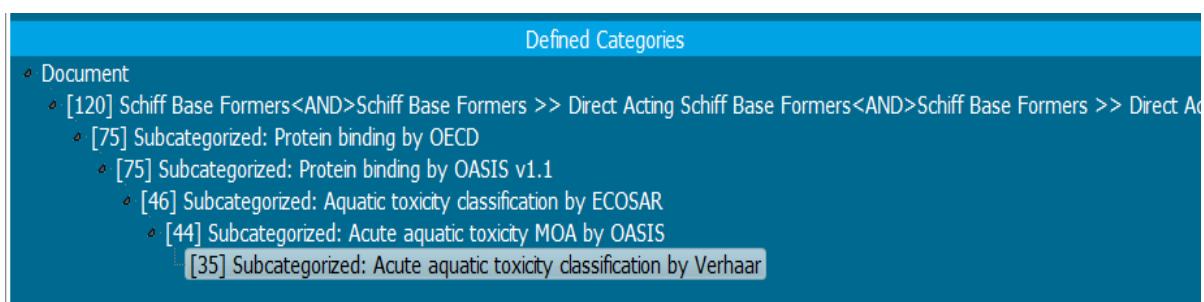 Defined Categories
Document
[120] Schiff Base Formers<AND>Schiff Base Formers >> Direct Acting Schiff Base Formers<AND>Schiff Base Formers >> Direct
[75] Subcategorized: Protein binding by OECD
[75] Subcategorized: Protein binding by OASIS v1.1
[46] Subcategorized: Aquatic toxicity classification by ECOSAR
[44] Subcategorized: Acute aquatic toxicity MOA by OASIS
[35] Subcategorized: Acute aquatic toxicity classification by Verhaar